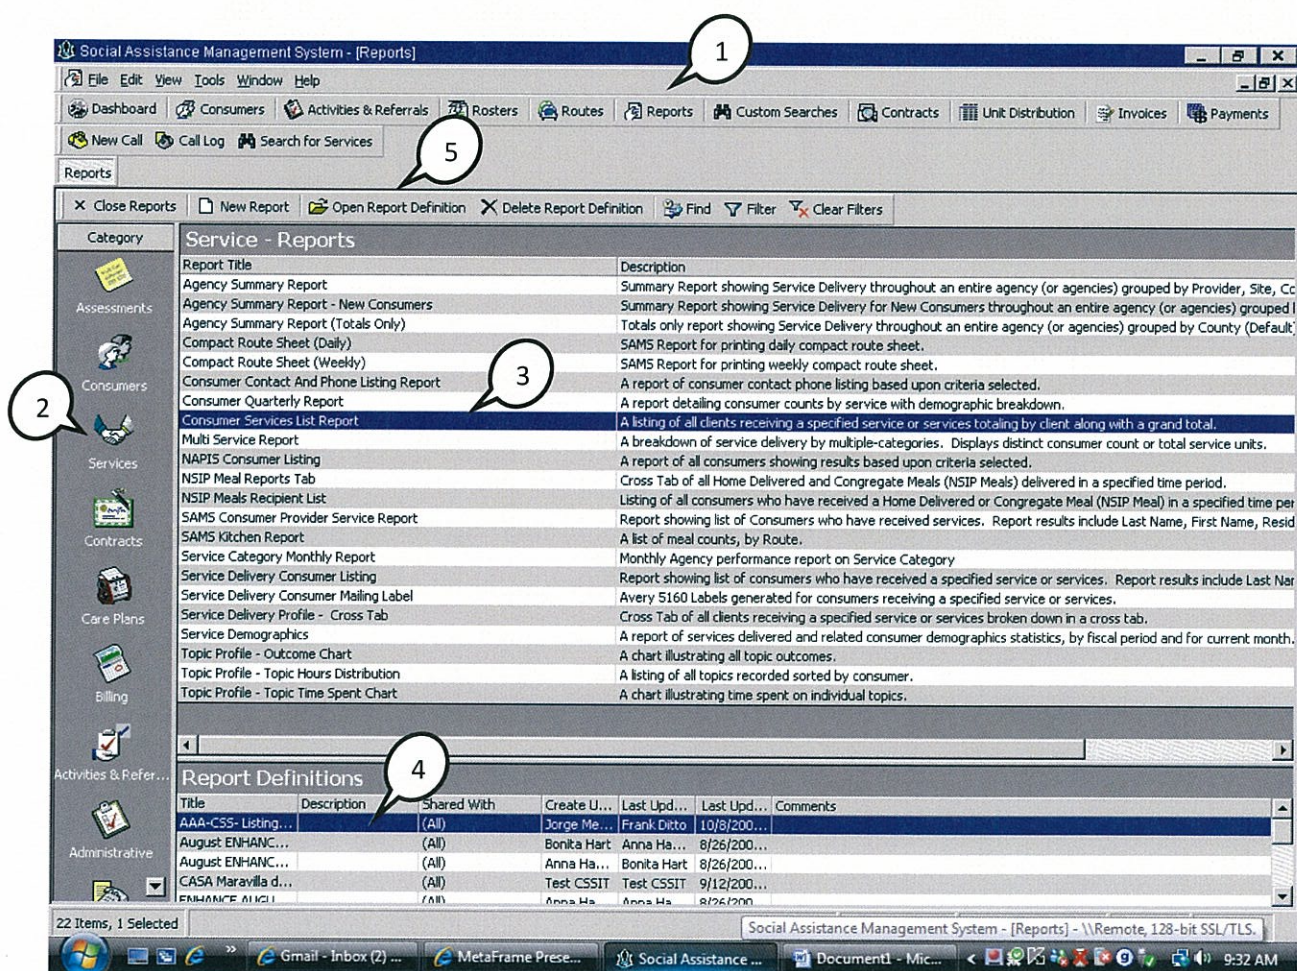 1
Social Assistance Management System - [Reports]
File Edit View Tools Window Help
Dashboard Consumers Activities & Referrals Rosters Routes Reports Custom Searches Contracts Unit Distribution Invoices Payments
New Call Call Log Search for Services
5
Reports
Close Reports New Report Open Report Definition Delete Report Definition Find Filter Clear Filters
Category Service - Reports
Report Title Description
Agency Summary Report Summary Report showing Service Delivery throughout an entire agency (or agencies) grouped by Provider, Site, Cc
Assessments
Agency Summary Report - New Consumers Summary Report showing Service Delivery for New Consumers throughout an entire agency (or agencies) grouped
Agency Summary Report (Totals Only) Totals only report showing Service Delivery throughout an entire agency (or agencies) grouped by County (Default
Compact Route Sheet (Daily) SAMS Report for printing daily compact route sheet.
Compact Route Sheet (Weekly) SAMS Report for printing weekly compact route sheet.
3
Consumers
Consumer Contact And Phone Listing Report A report of consumer contact phone listing based upon criteria selected.
Consumer Quarterly Report A report detailing consumer counts by service with demographic breakdown.
2
Consumer Services List Report A listing of all clients receiving a specified service or services totaling by client along with a grand total.
Multi Service Report A breakdown of service delivery by multiple-categories. Displays distinct consumer count or total service units.
Services
NAPIS Consumer Listing A report of all consumers showing results based upon criteria selected.
NSIP Meal Reports Tab Cross Tab of all Home Delivered and Congregate Meals (NSIP Meals) delivered in a specified time period.
NSIP Meals Recipient List Listing of all consumers who have received a Home Delivered or Congregate Meal (NSIP Meal) in a specified time per
SAMS Consumer Provider Service Report Report showing list of Consumers who have received services. Report results include Last Name, First Name, Resid
Contracts
SAMS Kitchen Report A list of meal counts, by Route.
Service Category Monthly Report Monthly Agency performance report on Service Category
Service Delivery Consumer Listing Report showing list of consumers who have received a specified service or services. Report results include Last Nar
Service Delivery Consumer Mailing Label Avery 5160 Labels generated for consumers receiving a specified service or services.
Care Plans
Service Delivery Profile - Cross Tab Cross Tab of all clients receiving a specified service or services broken down in a cross tab.
Service Demographics A report of services delivered and related consumer demographics statistics, by fiscal period and for current month.
Topic Profile - Outcome Chart A chart illustrating all topic outcomes.
Topic Profile - Topic Hours Distribution A listing of all topics recorded sorted by consumer.
Billing
Topic Profile - Topic Time Spent Chart A chart illustrating time spent on individual topics.
4
Activities & Refer... Report Definitions
Title Description Shared With Create U... Last Upd... Last Upd... Comments
AAA-CSS- Listing... (All) Jorge Me... Frank Ditto 10/8/200...
August ENHANC... (All) Bonita Hart Anna Ha... 8/26/200...
Administrative
August ENHANC... (All) Anna Ha... Bonita Hart 8/26/200...
CASA Maravilla d... (All) Test CSSIT Test CSSIT 9/12/200...
ENHANCE AUGU... (All) Anna Ha... Anna Ha... 8/26/200...
22 Items, 1 Selected
Social Assistance Management System - [Reports] - \\Remote, 128-bit SSL/TLS.
Gmail - Inbox (2) ... MetaFrame Prese... Social Assistance ... Document1 - Mic... 9:32 AM